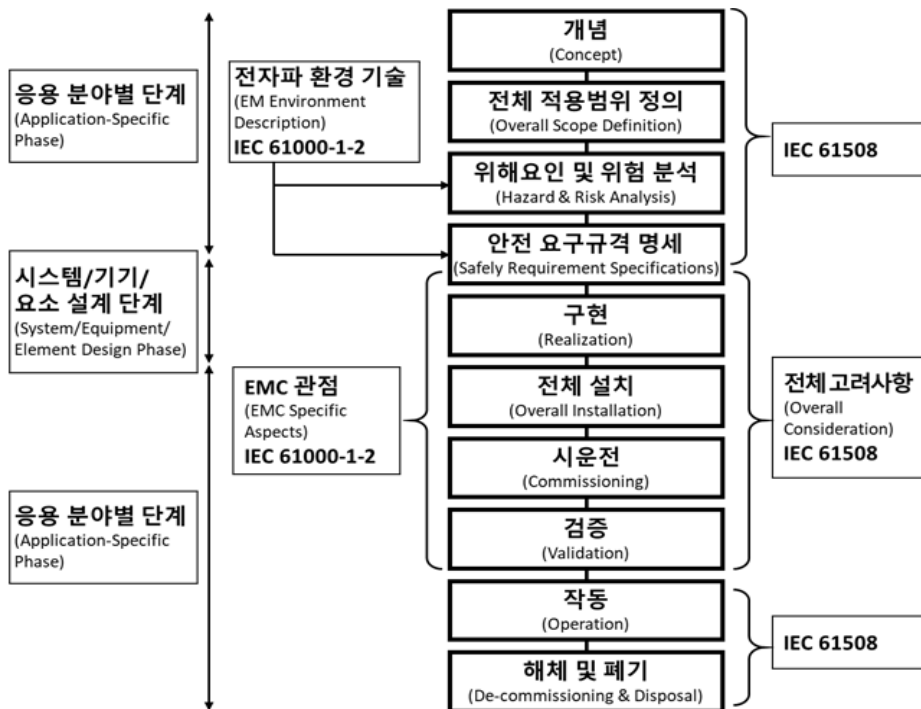 응용 분야별 단계
(Application-Specific
Phase)
시스템/기기/
요소 설계 단계
(System/Equipment/
Element Design Phase)
응용 분야별 단계
(Application-Specific
Phase)
전자파 환경 기술
(EM Environment
Description)
IEC 61000-1-2
EMC 관점
(EMC Specific
Aspects)
IEC 61000-1-2
개념
(Concept)
전체 적용범위 정의
(Overall Scope Definition)
위해요인 및 위험 분석
(Hazard & Risk Analysis)
안전 요구규격 명세
(Safely Requirement Specifications)
구현
(Realization)
전체 설치
(Overall Installation)
시운전
(Commissioning)
검증
(Validation)
작동
(Operation)
해체 및 폐기
(De-commissioning & Disposal)
IEC 61508
전체 고려사항
(Overall
Consideration)
IEC 61508
IEC 61508